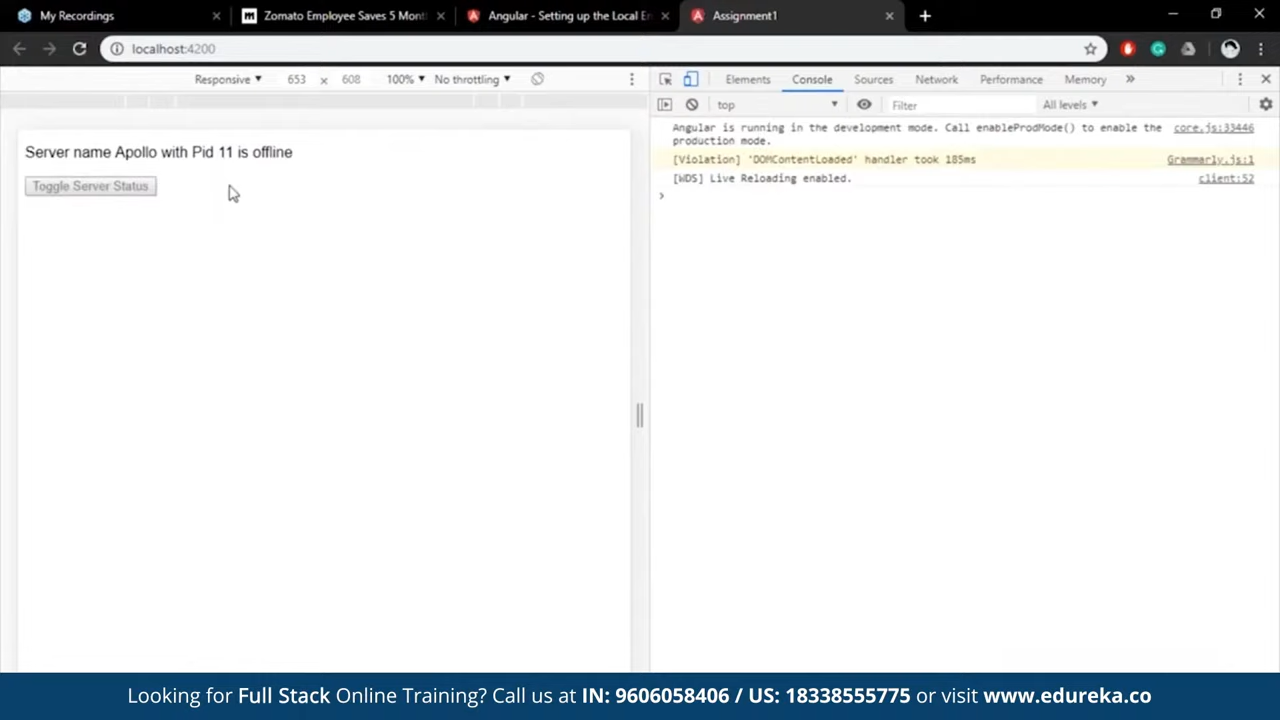 My Recordings
Zomato Employee Saves 5 Mont
Angular - Setting up the Local En
Assignment1
localhost:4200
Responsive 653 x 608 100% No throttling
Elements Console Sources Network Performance Memory
top Filter All levels
Server name Apollo with Pid 11 is offline
Toggle Server Status
Angular is running in the development mode. Call enableProdMode() to enable the core.js:33446
production mode.
[Violation] 'DOMContentLoaded' handler took 185ms Grammarly.js:1
[WDS] Live Reloading enabled. client:52
Looking for Full Stack Online Training? Call us at IN: 9606058406 / US: 18338555775 or visit www.edureka.co